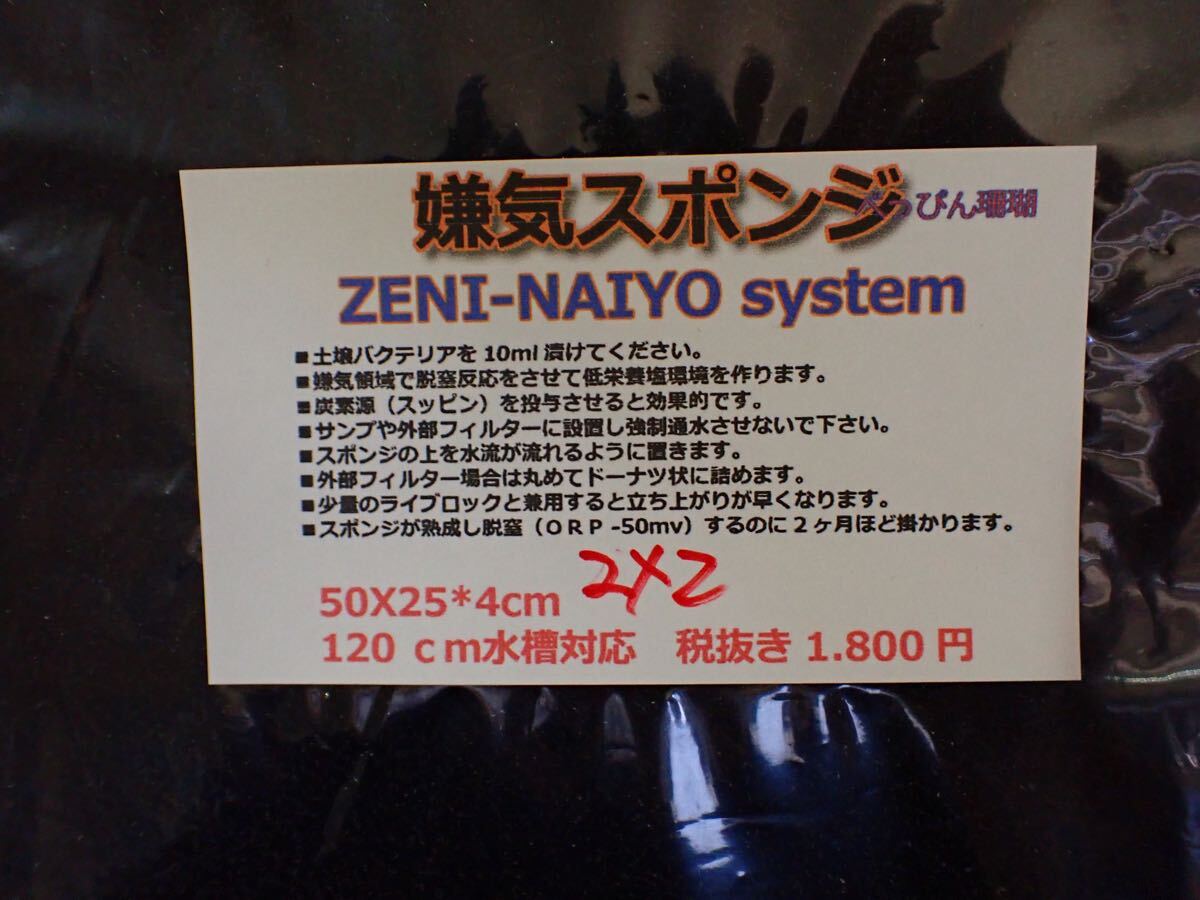 嫌気スポンジ べっぴん珊瑚
ZENI-NAIYO system
■土壌バクテリアを10ml漬けてください。
■嫌気領域で脱窒反応をさせて低栄養塩環境を作ります。
■炭素源（スッピン）を投与させると効果的です。
■サンプや外部フィルターに設置し強制通水させないで下さい。
■スポンジの上を水流が流れるように置きます。
■外部フィルター場合は丸めてドーナツ状に詰めます。
■少量のライブロックと兼用すると立ち上がりが早くなります。
■スポンジが熟成し脱窒（ＯＲＰ-50mv）するのに２ヶ月ほど掛かります。
50X25*4cm 2X2
120ｃｍ水槽対応　税抜き1.800円